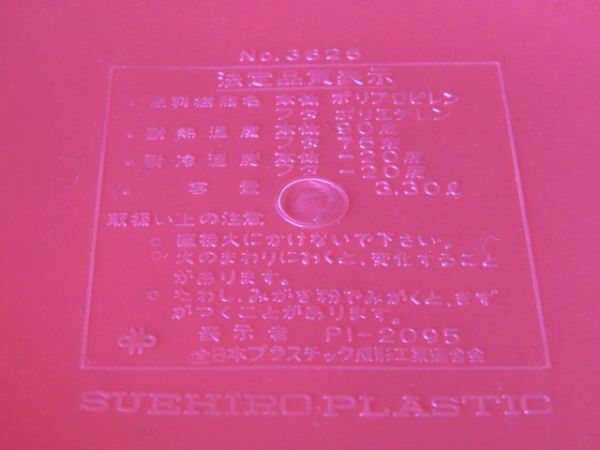 No.3625
法定品質表示
原料樹脂名 本体 ポリプロピレン
フタ ポリエチレン
耐熱温度 本体 90度
フタ 75度
耐冷温度 本体 -20度
フタ -20度
容量 3.30ℓ
取扱い上の注意
○ 直接火にかけないで下さい。
○ 火のまわりにおくと、変化すること
があります。
○ たわし、みがき粉でみがくと、きず
がつくことがあります。
表示者 PI-2095
全日本プラスチック成形工業連合会
SUEHIRO PLASTIC